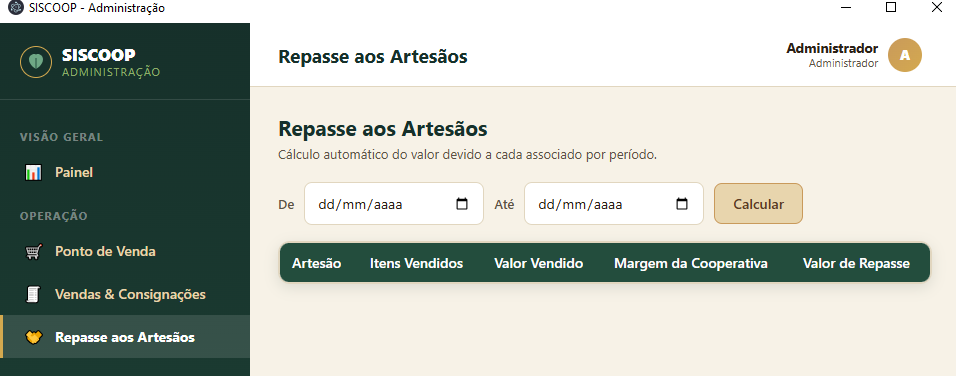 SISCOOP - Administração
SISCOOP
ADMINISTRAÇÃO
Repasse aos Artesãos
Administrador
Administrador
A
VISÃO GERAL
Painel
OPERAÇÃO
Ponto de Venda
Vendas & Consignações
Repasse aos Artesãos
Repasse aos Artesãos
Cálculo automático do valor devido a cada associado por período.
De dd/mm/aaaa Até dd/mm/aaaa Calcular
Artesão Itens Vendidos Valor Vendido Margem da Cooperativa Valor de Repasse